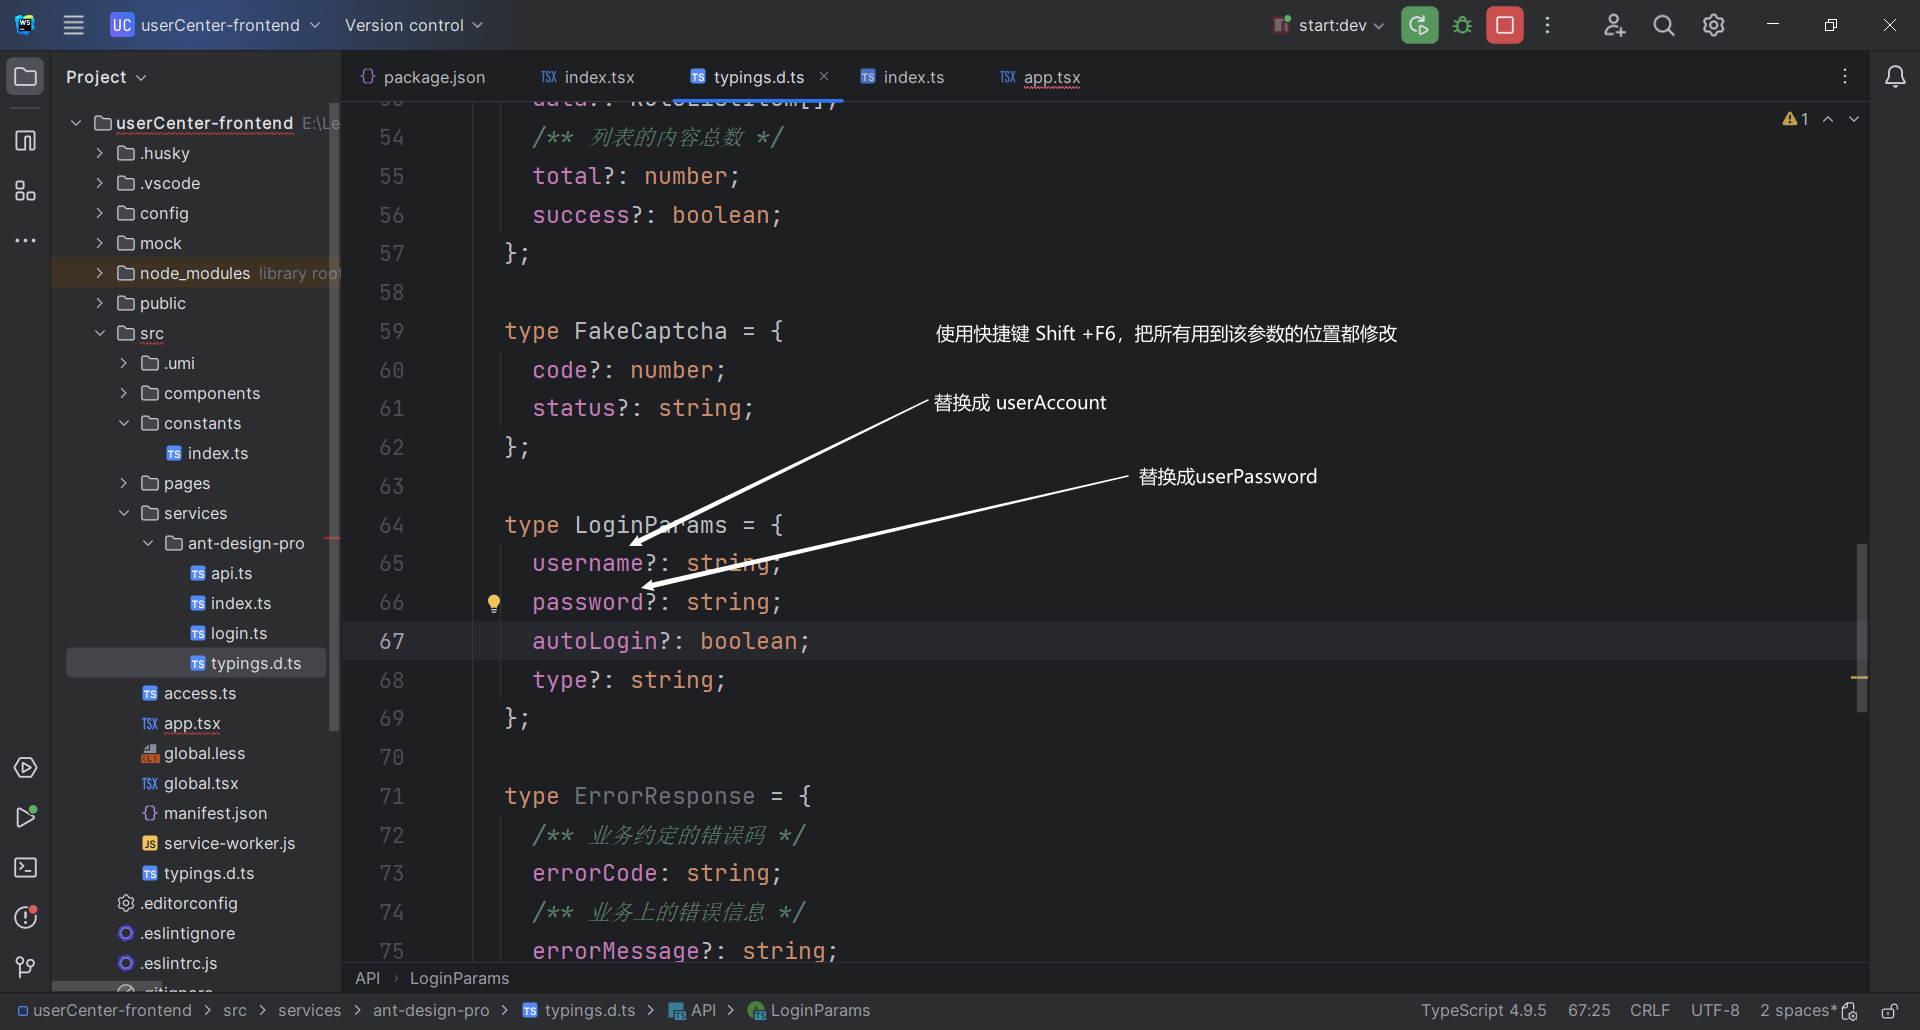 UC userCenter-frontend Version control start:dev
Project
package.json index.tsx typings.d.ts index.ts app.tsx
userCenter-frontend E:\Le
.husky
.vscode
config
mock
node_modules library root
public
src
.umi
components
constants
index.ts
pages
services
ant-design-pro
api.ts
index.ts
login.ts
typings.d.ts
access.ts
app.tsx
global.less
global.tsx
manifest.json
service-worker.js
typings.d.ts
.editorconfig
.eslintignore
.eslintrc.js
.gitignore
1
data?: RoleListItem[];
54 /** 列表的内容总数 */
55 total?: number;
56 success?: boolean;
57 };
58
59 type FakeCaptcha = {
使用快捷键 Shift +F6，把所有用到该参数的位置都修改
60 code?: number;
61 status?: string;
替换成 userAccount
62 };
63
替换成userPassword
64 type LoginParams = {
65 username?: string;
66 password?: string;
67 autoLogin?: boolean;
68 type?: string;
69 };
70
71 type ErrorResponse = {
72 /** 业务约定的错误码 */
73 errorCode: string;
74 /** 业务上的错误信息 */
75 errorMessage?: string;
API › LoginParams
userCenter-frontend > src > services > ant-design-pro > typings.d.ts > API > LoginParams TypeScript 4.9.5 67:25 CRLF UTF-8 2 spaces*